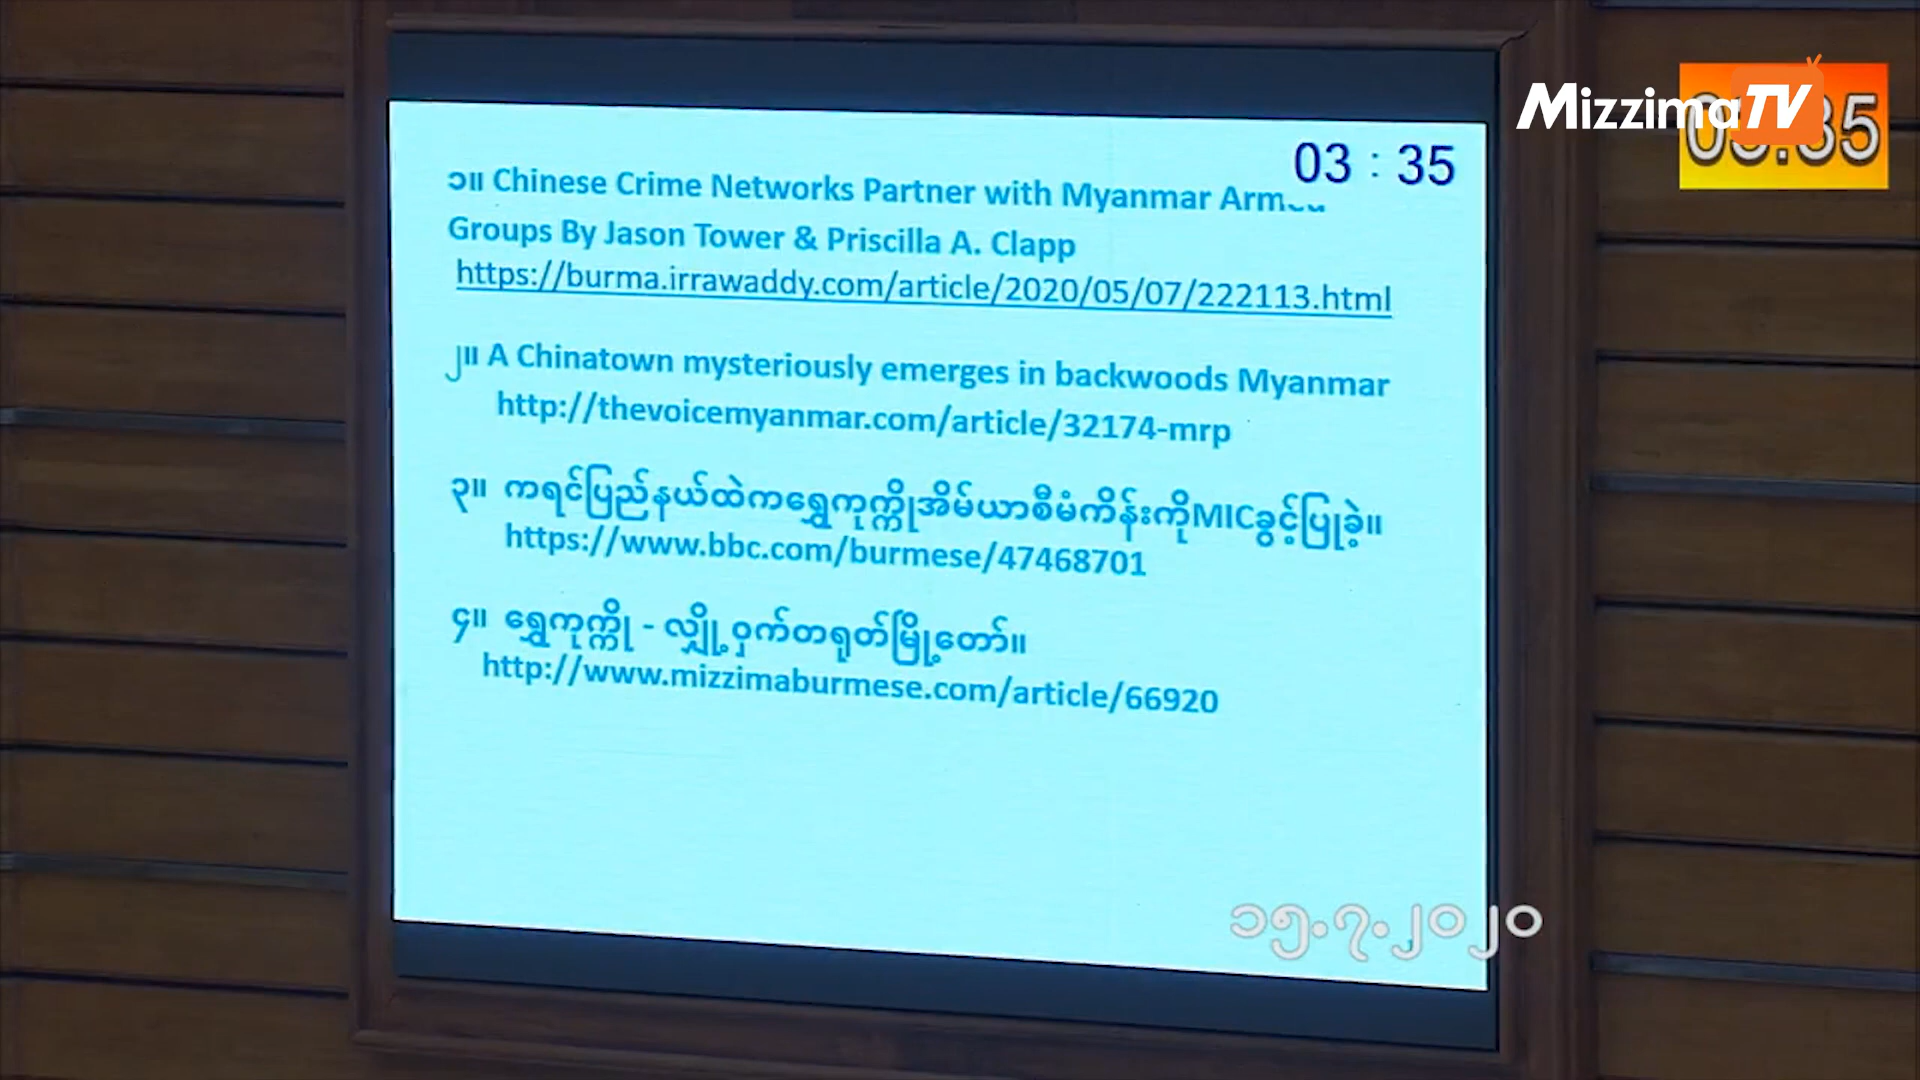 MizzimaTV
03 : 35
၁။ Chinese Crime Networks Partner with Myanmar Armed
Groups By Jason Tower & Priscilla A. Clapp
https://burma.irrawaddy.com/article/2020/05/07/222113.html
၂။ A Chinatown mysteriously emerges in backwoods Myanmar
http://thevoicemyanmar.com/article/32174-mrp
၃။ ကရင်ပြည်နယ်ထဲကရွှေကုက္ကိုအိမ်ယာစီမံကိန်းကိုMICခွင့်ပြုခဲ့။
https://www.bbc.com/burmese/47468701
၄။ ရွှေကုက္ကို - လျှို့ဝှက်တရုတ်မြို့တော်။
http://www.mizzimaburmese.com/article/66920
၁၅.၇.၂၀၂၀